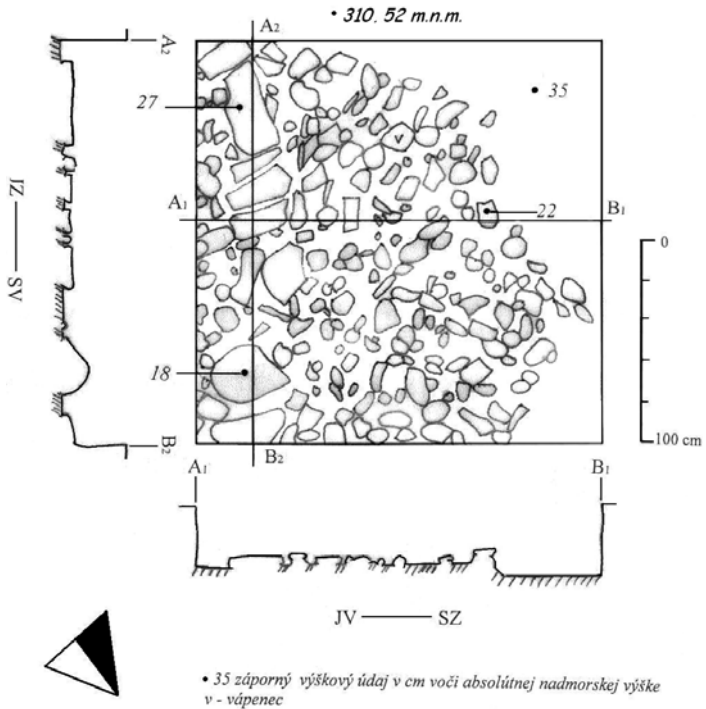 • 310. 52 m.n.m.
A₂
A₂
27
35
v
A₁
B₁
22
JZ — SV
0
18
100 cm
B₂
B₂
A₁
B₁
JV — SZ
• 35 záporný výškový údaj v cm voči absolútnej nadmorskej výške
v - vápenec